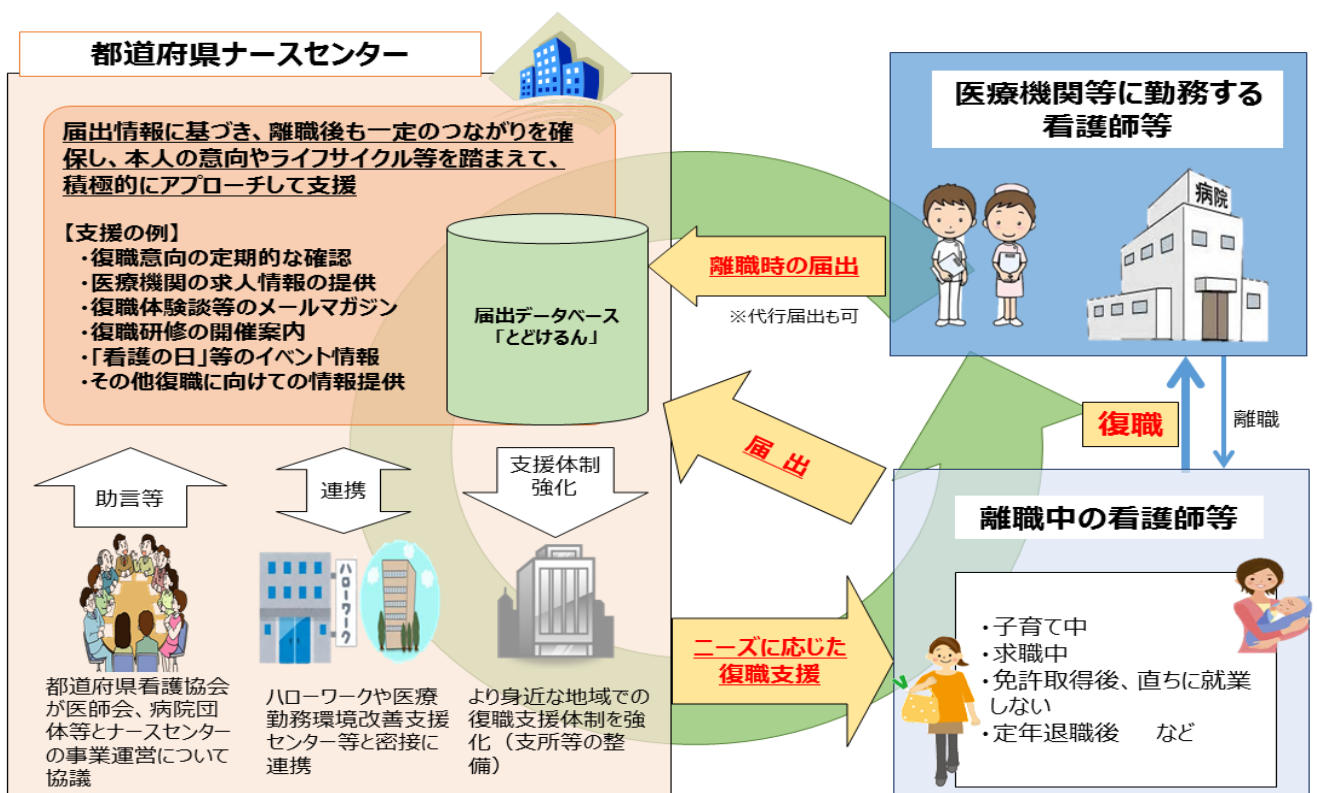 都道府県ナースセンター
届出情報に基づき、離職後も一定のつながりを確
保し、本人の意向やライフサイクル等を踏まえて、
積極的にアプローチして支援
【支援の例】
・復職意向の定期的な確認
・医療機関の求人情報の提供
・復職体験談等のメールマガジン
・復職研修の開催案内
・「看護の日」等のイベント情報
・その他復職に向けての情報提供
届出データベース
「とどけるん」
離職時の届出
※代行届出も可
医療機関等に勤務する
看護師等
病院
届 出
復職
離職
助言等
連携
支援体制
強化
ハローワーク
都道府県看護協会
が医師会、病院団
体等とナースセンター
の事業運営について
協議
ハローワークや医療
勤務環境改善支援
センター等と密接に
連携
より身近な地域での
復職支援体制を強
化（支所等の整
備）
ニーズに応じた
復職支援
離職中の看護師等
・子育て中
・求職中
・免許取得後、直ちに就業
しない
・定年退職後 など